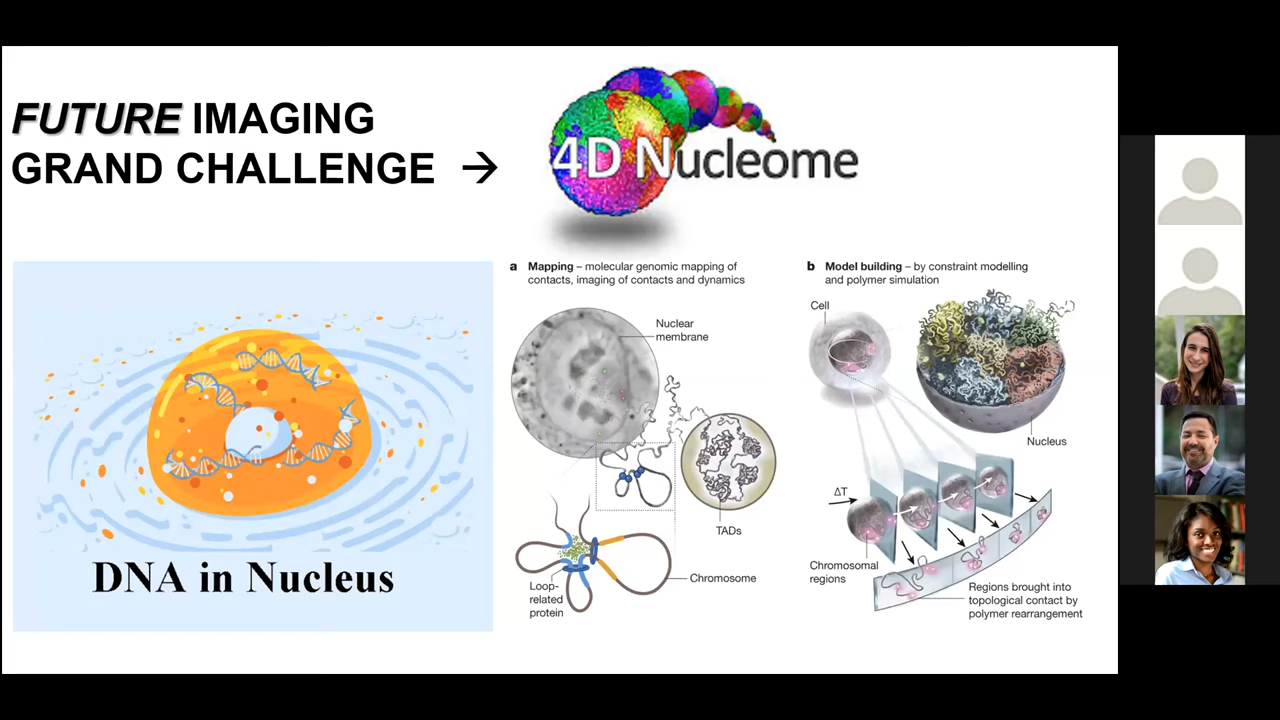 FUTURE IMAGING
GRAND CHALLENGE →
4D Nucleome
DNA in Nucleus
a Mapping – molecular genomic mapping of
contacts, imaging of contacts and dynamics
Nuclear
membrane
TADs
Loop-
related
protein
Chromosome
b Model building – by constraint modelling
and polymer simulation
Cell
Nucleus
ΔT
Chromosomal
regions
Regions brought into
topological contact by
polymer rearrangement